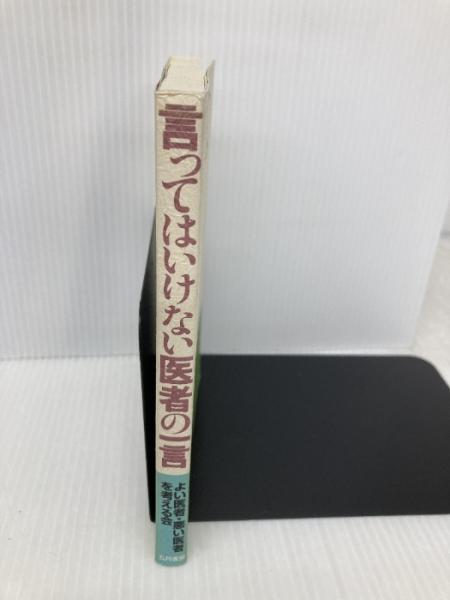 言ってはいけない医者の一言
よい医者・悪い医者
を考える会